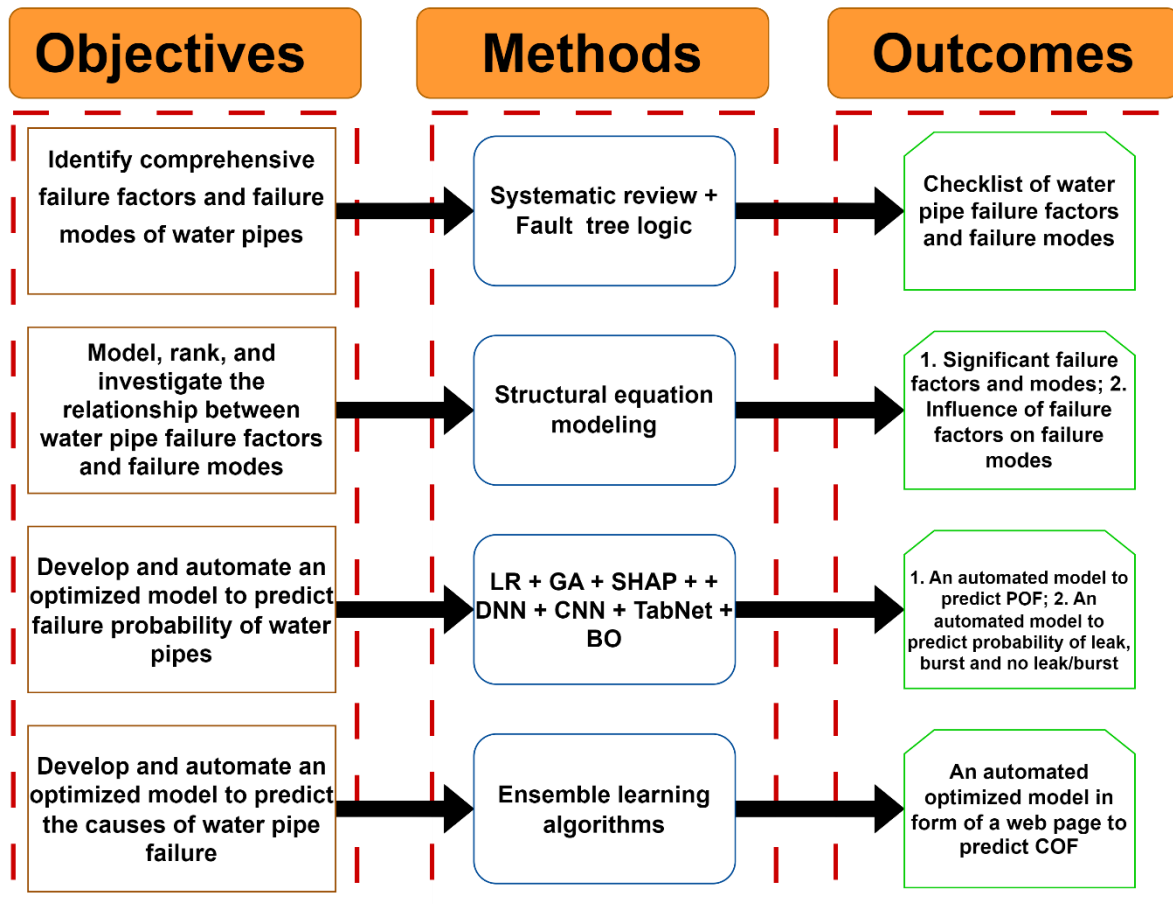 Objectives
Methods
Outcomes
Identify comprehensive
failure factors and failure
modes of water pipes
Systematic review +
Fault tree logic
Checklist of water
pipe failure factors
and failure modes
Model, rank, and
investigate the
relationship between
water pipe failure factors
and failure modes
Structural equation
modeling
1. Significant failure
factors and modes; 2.
Influence of failure
factors on failure
modes
Develop and automate an
optimized model to predict
failure probability of water
pipes
LR + GA + SHAP + +
DNN + CNN + TabNet +
BO
1. An automated model to
predict POF; 2. An
automated model to
predict probability of leak,
burst and no leak/burst
Develop and automate an
optimized model to predict
the causes of water pipe
failure
Ensemble learning
algorithms
An automated
optimized model in
form of a web page to
predict COF